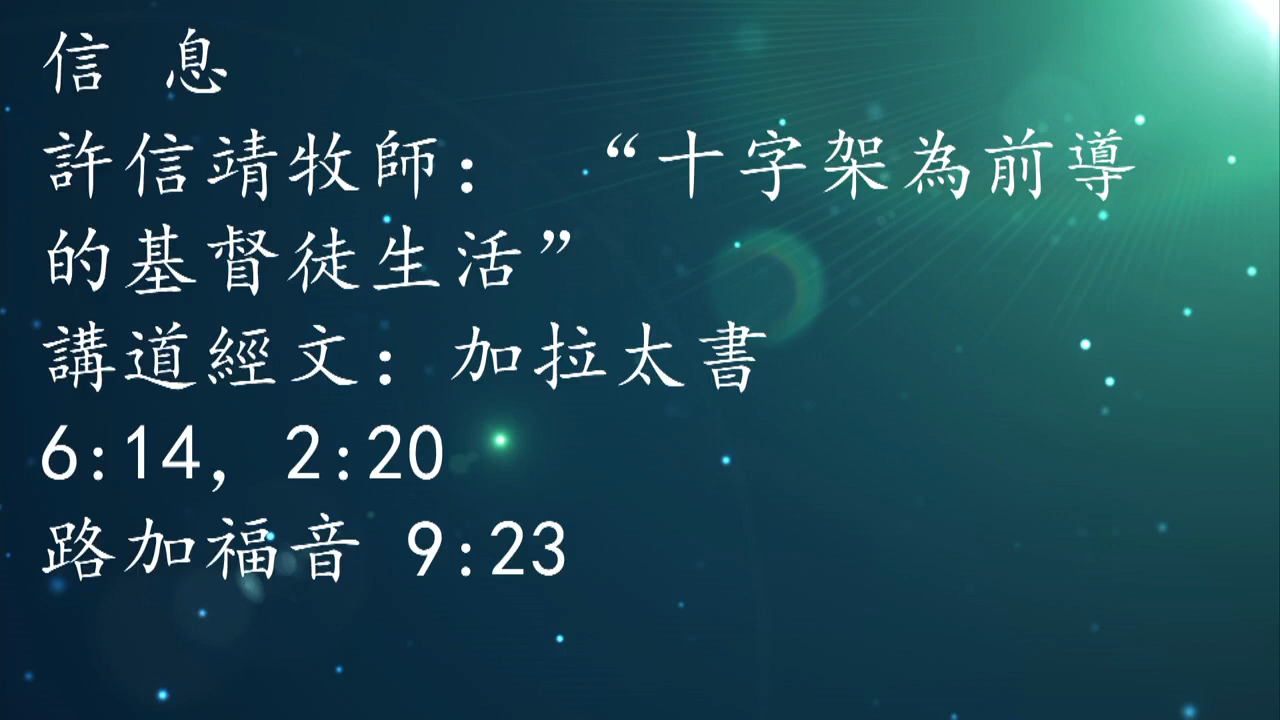 信 息
許信靖牧師： “十字架為前導
的基督徒生活”
講道經文：加拉太書
6:14, 2:20
路加福音 9:23